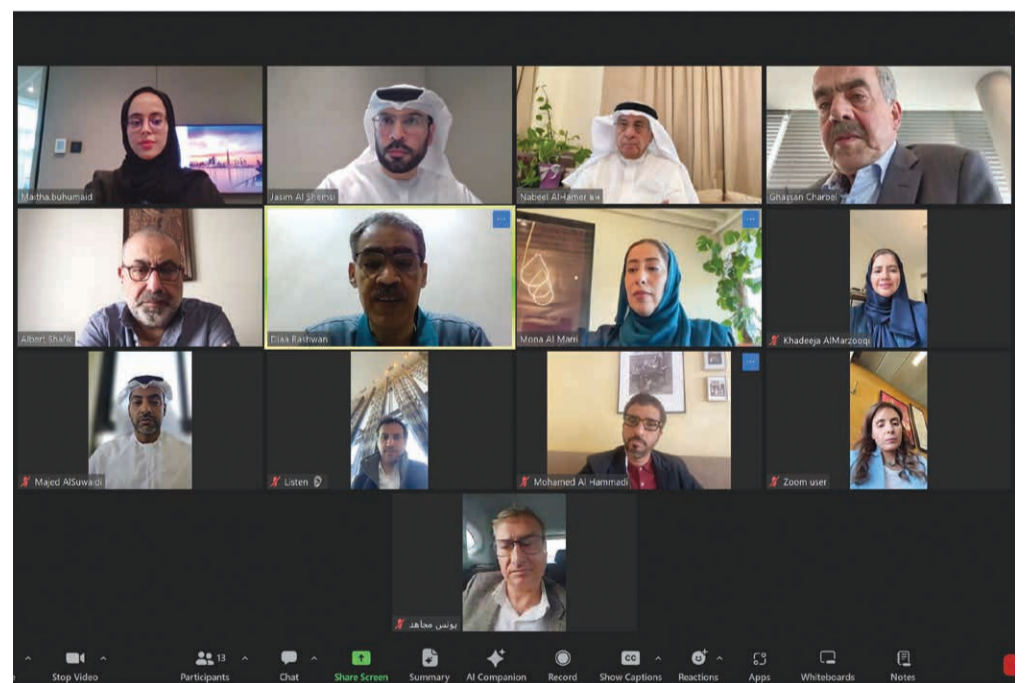 Maitha.buhumaid
Jasim Al Shemsi
Nabeel AlHamer
Ghassan Charbel
Albert Shafik
Diaa Rashwan
Mona Al Marri
Khadeeja AlMarzooqi
Majed AlSuwaidi
Listen
Mohamed Al Hammadi
Zoom user
يونس مجاهد
Stop Video
13
Participants
Chat
Share Screen
Summary
AI Companion
Record
CC
Show Captions
Reactions
Apps
Whiteboards
Notes